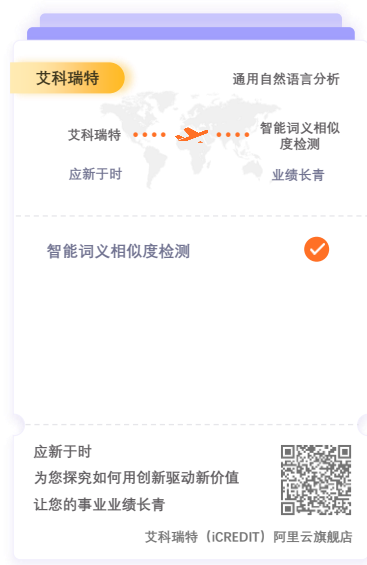 艾科瑞特
通用自然语言分析
艾科瑞特
智能词义相似
度检测
应新于时
业绩长青
智能词义相似度检测
应新于时
为您探究如何用创新驱动新价值
让您的事业业绩长青
艾科瑞特（iCREDIT）阿里云旗舰店